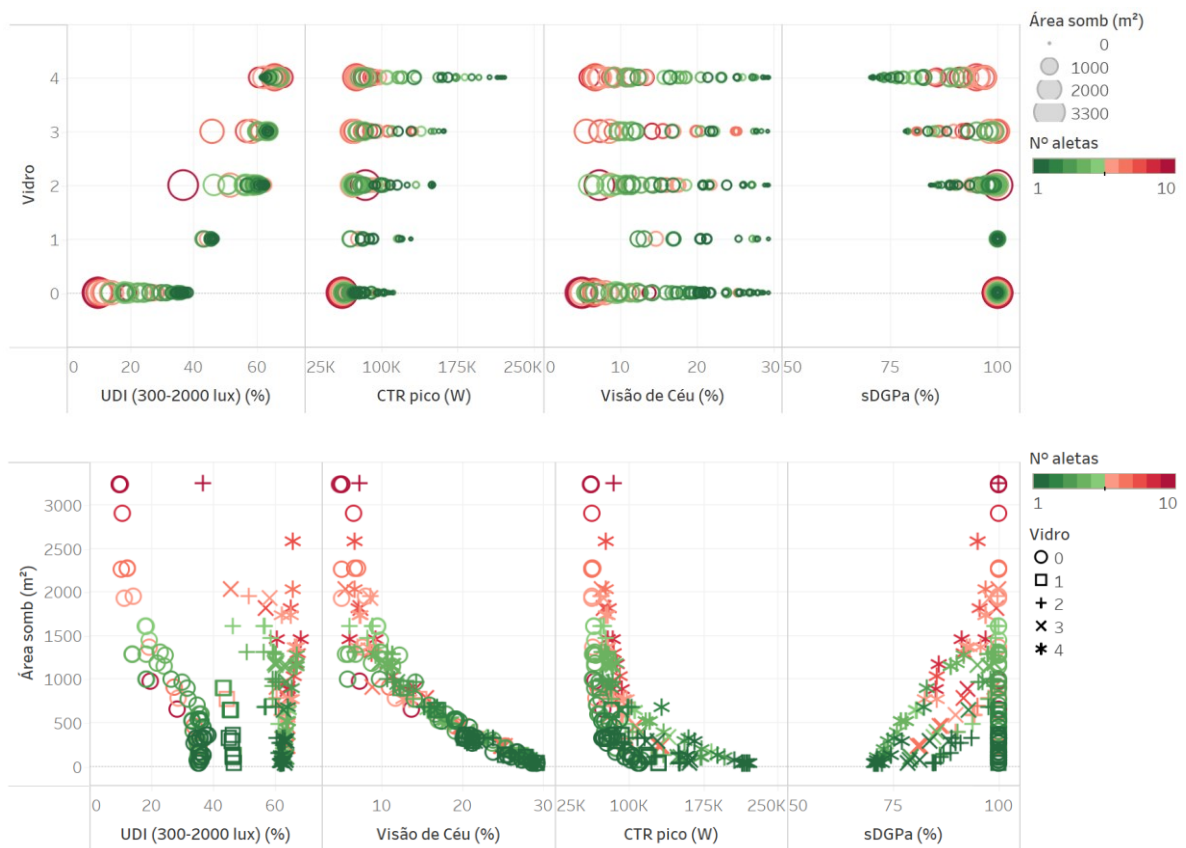 Área somb (m²)
0
1000
2000
3300
Nº aletas
1 10
Vidro
4
3
2
1
0
0 20 40 60 25K 100K 175K 250K 10 20 30 50 75 100
UDI (300-2000 lux) (%) CTR pico (W) Visão de Céu (%) sDGPa (%)
Nº aletas
1 10
Vidro
0
1
2
3
4
Área somb (m²)
3000
2500
2000
1500
1000
500
0
0 20 40 60 10 20 30 25K 100K 175K 250K 50 75 100
UDI (300-2000 lux) (%) Visão de Céu (%) CTR pico (W) sDGPa (%)